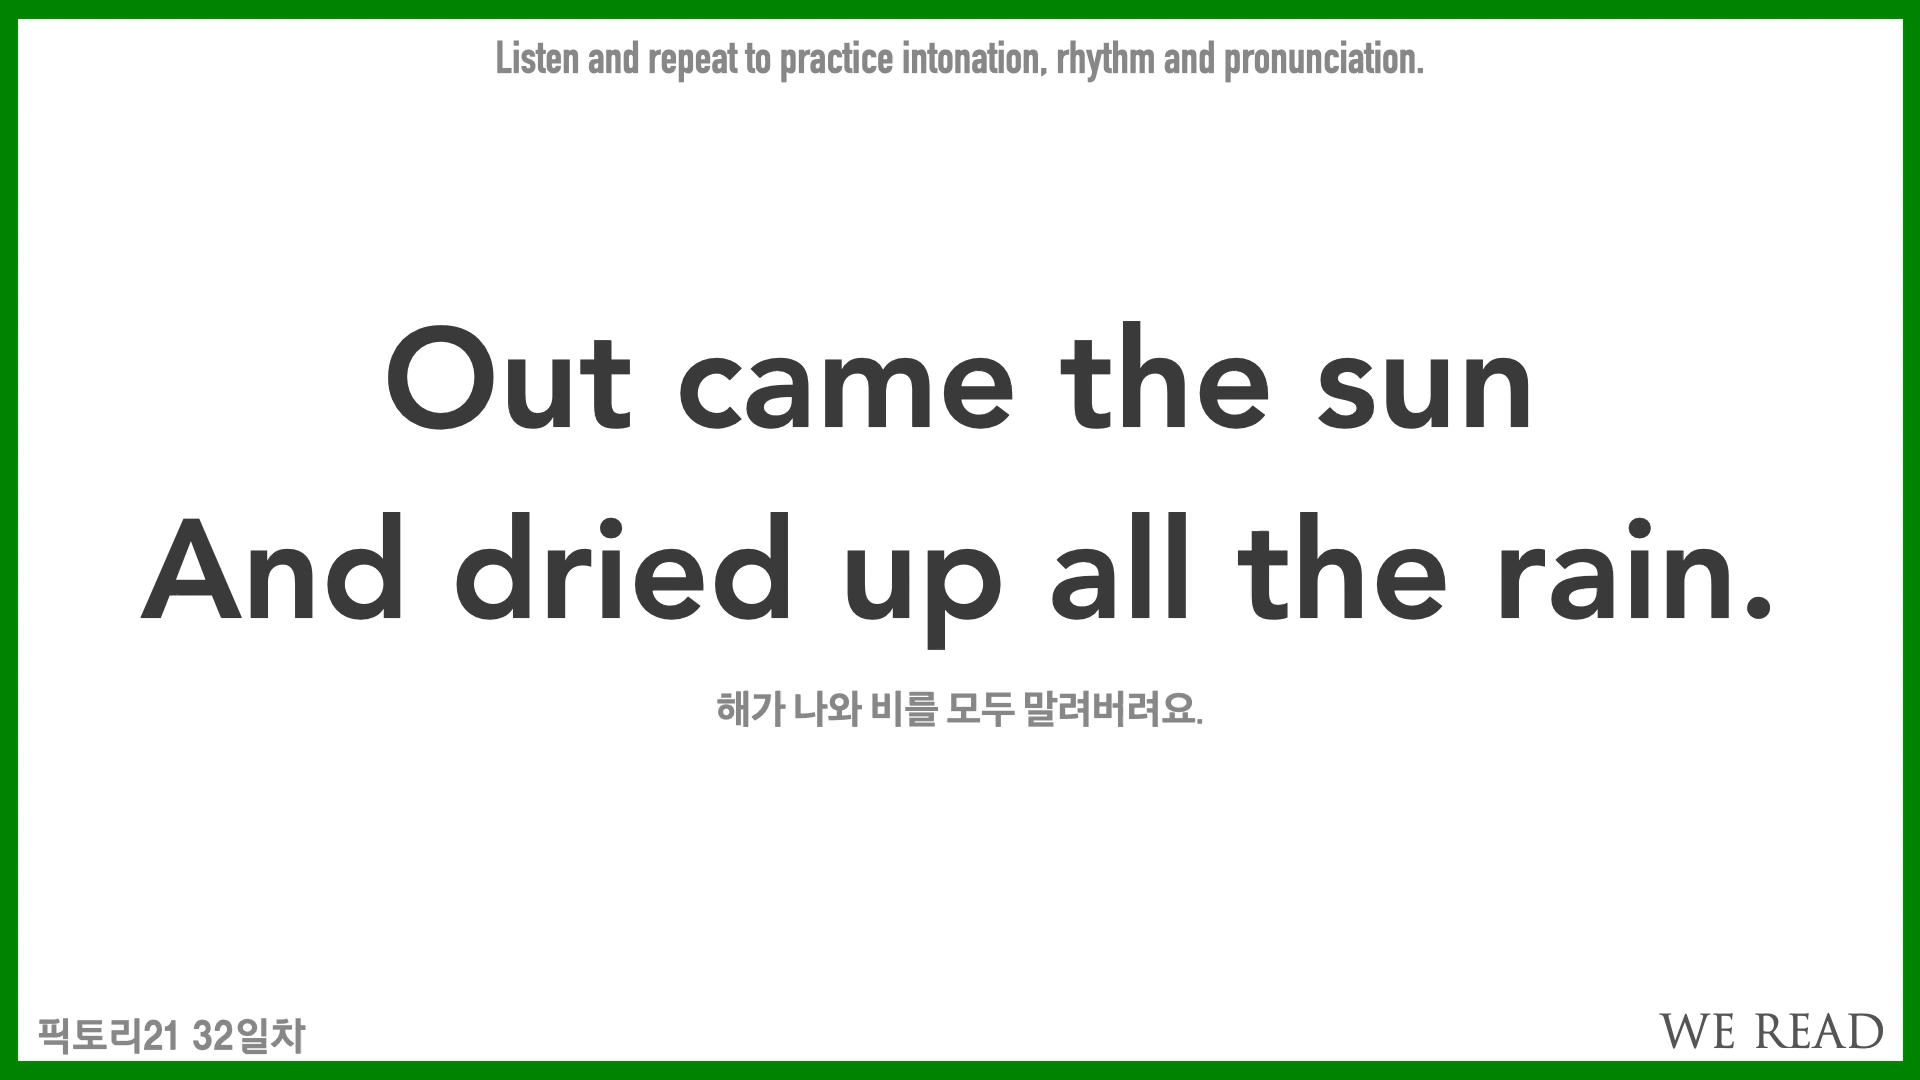 Listen and repeat to practice intonation, rhythm and pronunciation.
Out came the sun
And dried up all the rain.
해가 나와 비를 모두 말려버려요.
픽토리21 32일차
WE READ